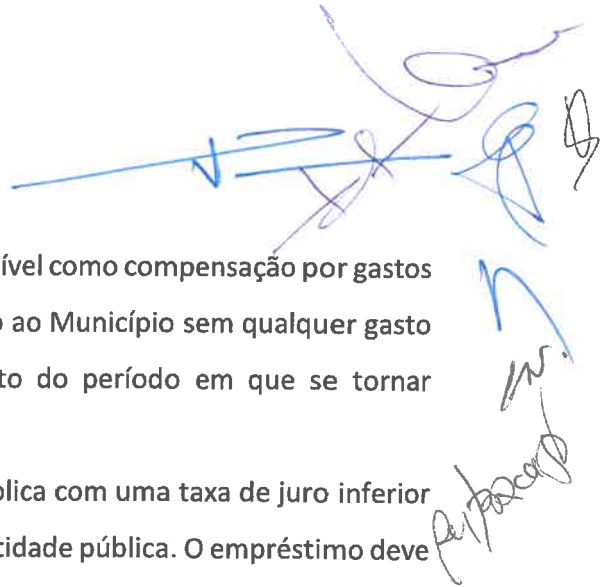 ível como compensação por gastos
o ao Município sem qualquer gasto
to do período em que se tornar
blica com uma taxa de juro inferior
tidade pública. O empréstimo deve